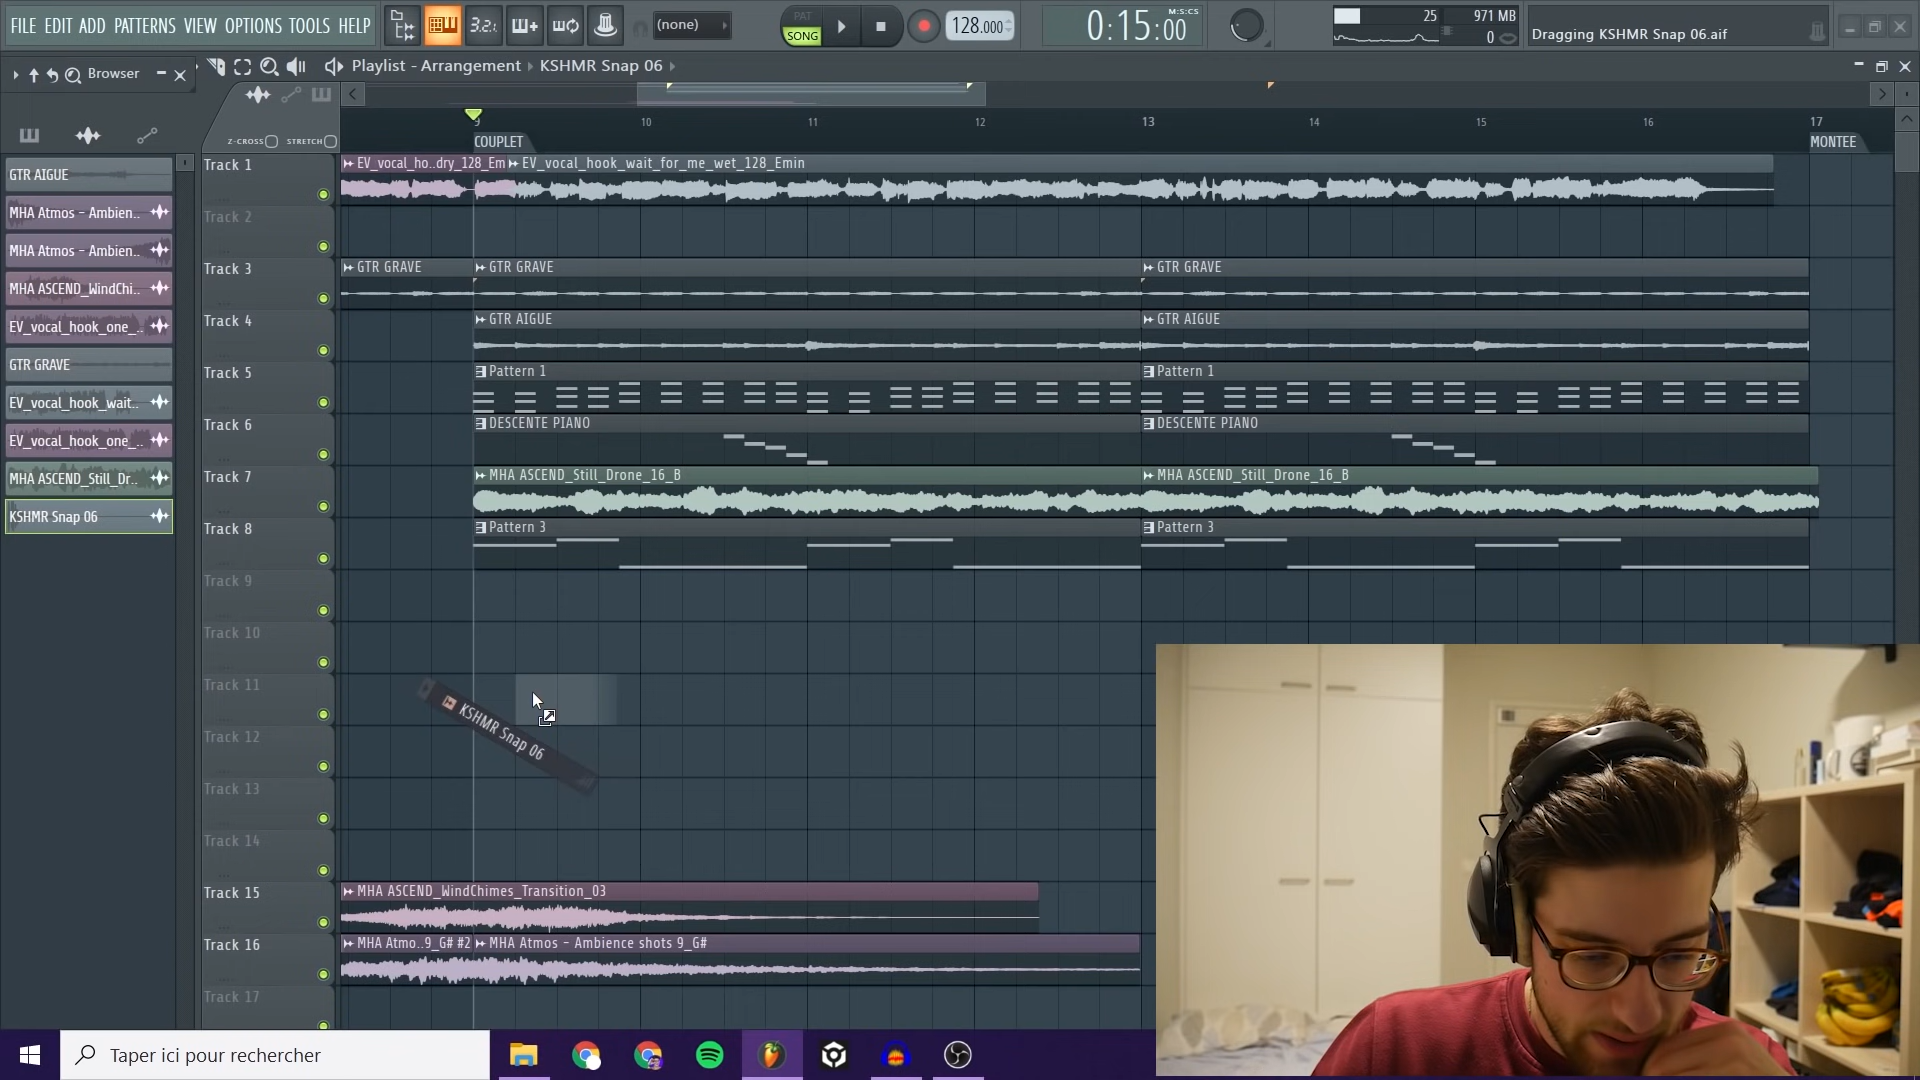 FILE EDIT ADD PATTERNS VIEW OPTIONS TOOLS HELP
3.2.
(none)
PAT
SONG
128.000
0:15:00
M:S:CS
25
971 MB
0
Dragging KSHMR Snap 06.aif
Browser
Playlist - Arrangement
KSHMR Snap 06
Z-CROSS
STRETCH
9
10
11
12
13
14
15
16
17
COUPLET
MONTEE
GTR AIGUE
MHA Atmos - Ambien..
MHA Atmos - Ambien..
MHA ASCEND_WindChi..
EV_vocal_hook_one_..
GTR GRAVE
EV_vocal_hook_wait..
EV_vocal_hook_one_..
MHA ASCEND_Still_Dr..
KSHMR Snap 06
Track 1
EV_vocal_ho..dry_128_Em
EV_vocal_hook_wait_for_me_wet_128_Emin
Track 2
Track 3
GTR GRAVE
GTR GRAVE
GTR GRAVE
Track 4
GTR AIGUE
GTR AIGUE
Track 5
Pattern 1
Pattern 1
Track 6
DESCENTE PIANO
DESCENTE PIANO
Track 7
MHA ASCEND_Still_Drone_16_B
MHA ASCEND_Still_Drone_16_B
Track 8
Pattern 3
Pattern 3
Track 9
Track 10
Track 11
KSHMR Snap 06
Track 12
Track 13
Track 14
Track 15
MHA ASCEND_WindChimes_Transition_03
Track 16
MHA Atmo..9_G# #2
MHA Atmos - Ambience shots 9_G#
Track 17
Taper ici pour rechercher